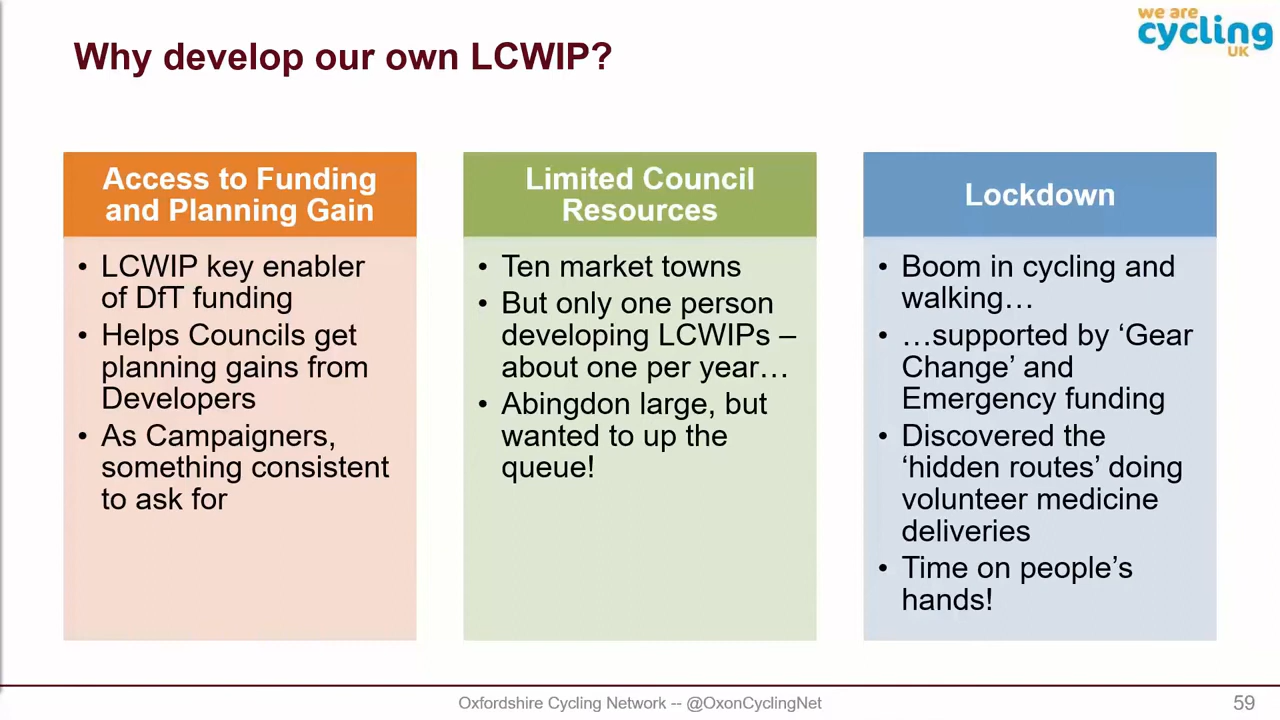 we are
cycling
UK
Why develop our own LCWIP?
Access to Funding
and Planning Gain
• LCWIP key enabler
of DfT funding
• Helps Councils get
planning gains from
Developers
• As Campaigners,
something consistent
to ask for
Limited Council
Resources
• Ten market towns
• But only one person
developing LCWIPs –
about one per year…
• Abingdon large, but
wanted to up the
queue!
Lockdown
• Boom in cycling and
walking…
• …supported by ‘Gear
Change’ and
Emergency funding
• Discovered the
‘hidden routes’ doing
volunteer medicine
deliveries
• Time on people’s
hands!
Oxfordshire Cycling Network -- @OxonCyclingNet
59